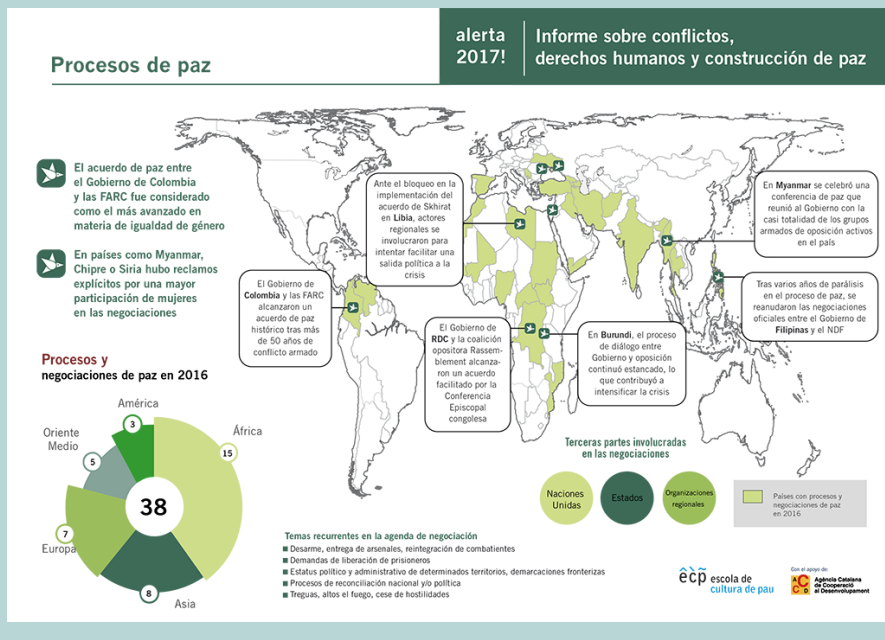 Procesos de paz
alerta
2017!
Informe sobre conflictos,
derechos humanos y construcción de paz
El acuerdo de paz entre
el Gobierno de Colombia
y las FARC fue considerado
como el más avanzado en
materia de igualdad de género
En países como Myanmar,
Chipre o Siria hubo reclamos
explícitos por una mayor
participación de mujeres
en las negociaciones
Ante el bloqueo en la
implementación del
acuerdo de Skhirat
en Libia, actores
regionales se
involucraron para
intentar facilitar una
salida política a la
crisis
En Myanmar se celebró una
conferencia de paz que
reunió al Gobierno con la
casi totalidad de los grupos
armados de oposición activos
en el país
El Gobierno de
Colombia y las FARC
alcanzaron un
acuerdo de paz
histórico tras más
de 50 años de
conflicto armado
El Gobierno de
RDC y la coalición
opositora Rassem-
blement alcanza-
ron un acuerdo
facilitado por la
Conferencia
Episcopal
congolesa
En Burundi, el proceso
de diálogo entre
Gobierno y oposición
continuó estancado, lo
que contribuyó a
intensificar la crisis
Tras varios años de parálisis
en el proceso de paz, se
reanudaron las negociaciones
oficiales entre el Gobierno de
Filipinas y el NDF
Procesos y
negociaciones de paz en 2016
América
3
África
15
Oriente
Medio
5
38
7
Europa
8
Asia
Terceras partes involucradas
en las negociaciones
Naciones
Unidas
Estados
Organizaciones
regionales
Países con procesos y
negociaciones de paz
en 2016
Temas recurrentes en la agenda de negociación
Desarme, entrega de arsenales, reintegración de combatientes
Demandas de liberación de prisioneros
Estatus político y administrativo de determinados territorios, demarcaciones fronterizas
Procesos de reconciliación nacional y/o política
Treguas, altos el fuego, cese de hostilidades
ecp escola de
cultura de pau
Con el apoyo de:
A C
C D
Agència Catalana
de Cooperació
al Desenvolupament